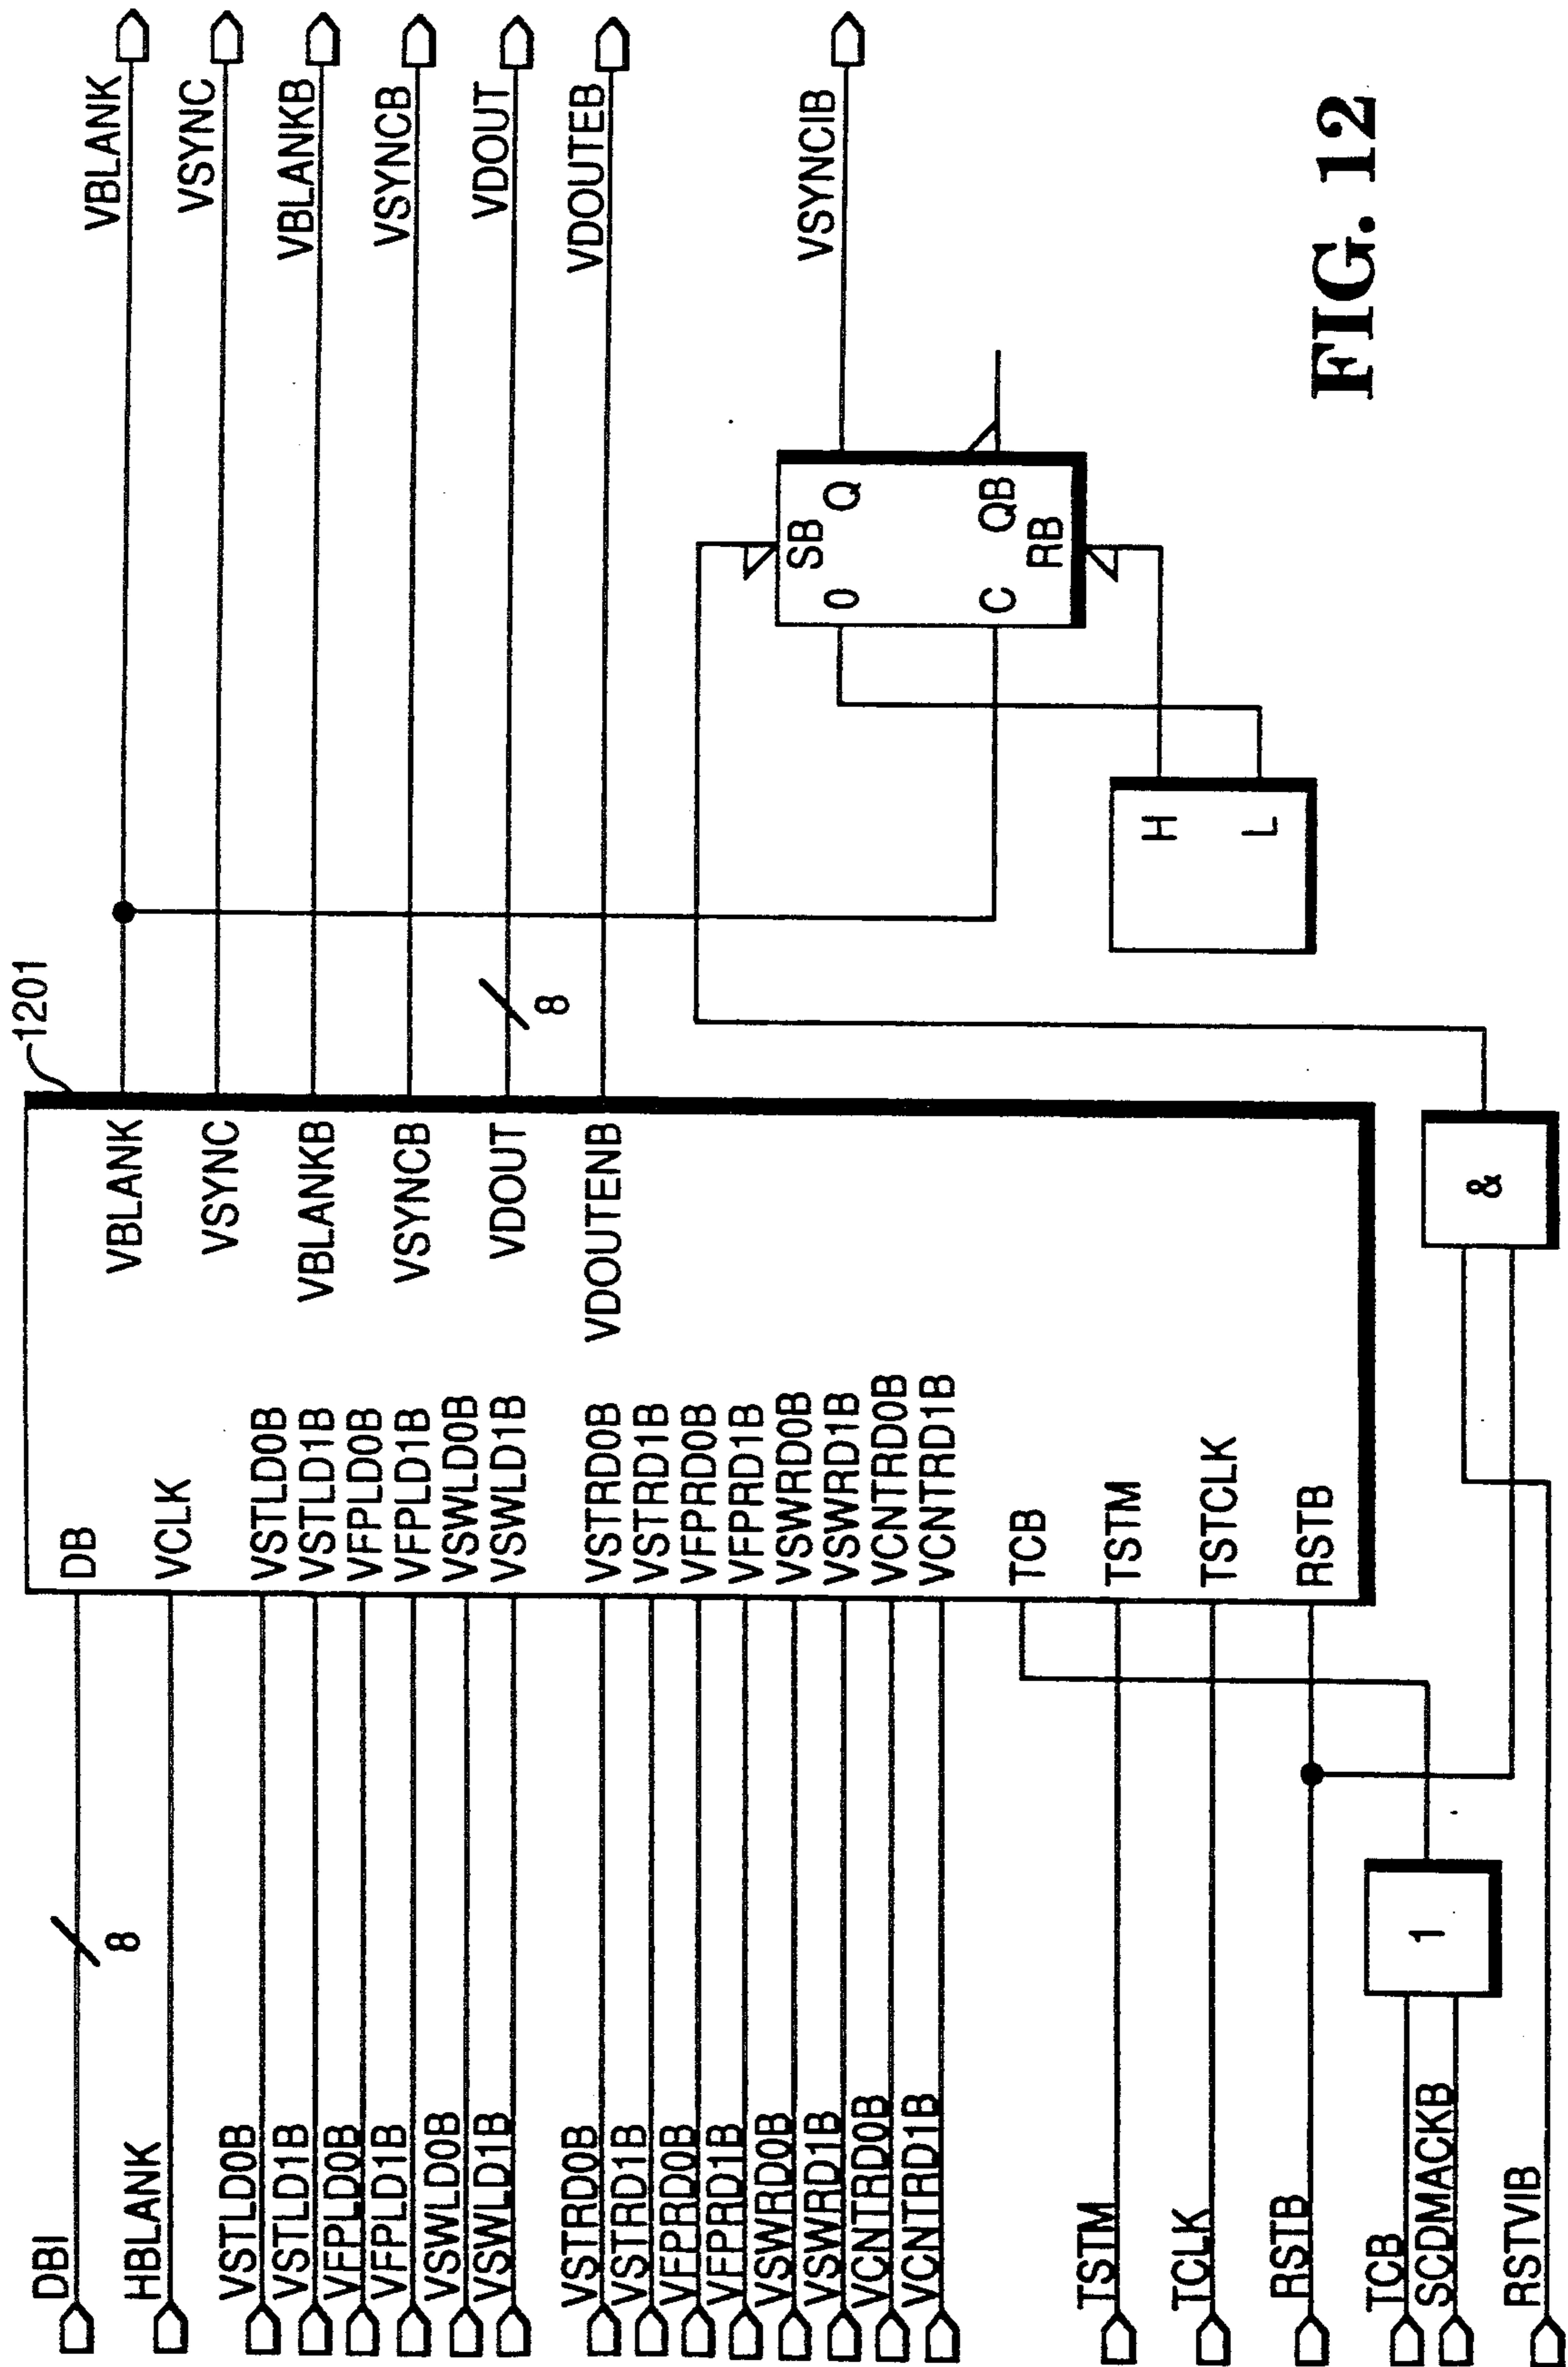 DBI
HBLANK
VSTLD0B
VSTLD1B
VFPLD0B
VFPLD1B
VSWLD0B
VSWLD1B
VSTRD0B
VSTRD1B
VFPRD0B
VFPRD1B
VSWRD0B
VSWRD1B
VCNTRD0B
VCNTRD1B
TSTM
TCLK
RSTB
TCB
SCDMACKB
RSTVIB
8
1
DB
VCLK
VSTLD0B
VSTLD1B
VFPLD0B
VFPLD1B
VSWLD0B
VSWLD1B
VSTRD0B
VSTRD1B
VFPRD0B
VFPRD1B
VSWRD0B
VSWRD1B
VCNTRD0B
VCNTRD1B
TCB
TSTM
TSTCLK
RSTB
VBLANK
VSYNC
VBLANKB
VSYNCB
VDOUT
VDOUTENB
1201
&
8
H
L
0
C
SB
RB
Q
QB
VBLANK
VSYNC
VBLANKB
VSYNCB
VDOUT
VDOUTEB
VSYNCIB
FIG. 12